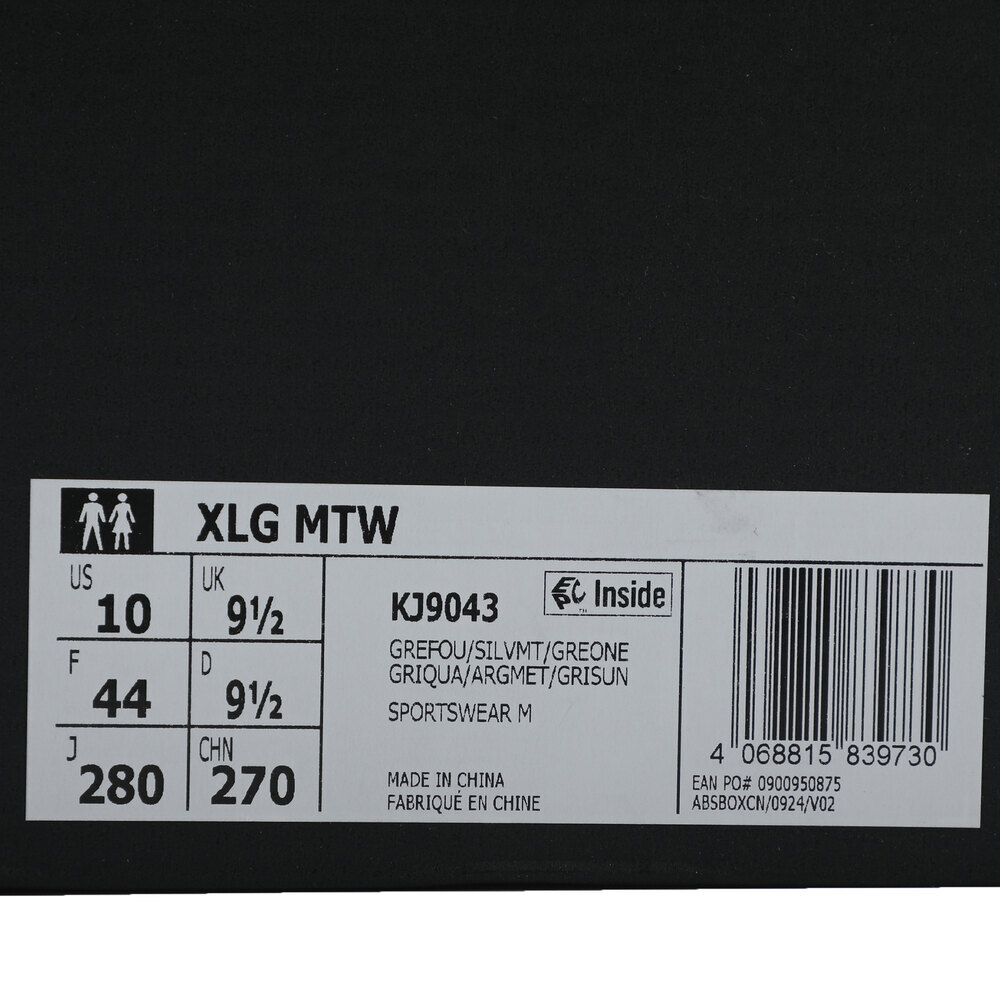 XLG MTW
US 10
UK 9½
F 44
D 9½
J 280
CHN 270
KJ9043
EPC Inside
™
GREFOU/SILVMT/GREONE
GRIQUA/ARGMET/GRISUN
SPORTSWEAR M
MADE IN CHINA
FABRIQUÉ EN CHINE
4 068815 839730
EAN PO# 0900950875
ABSBOXCN/0924/V02